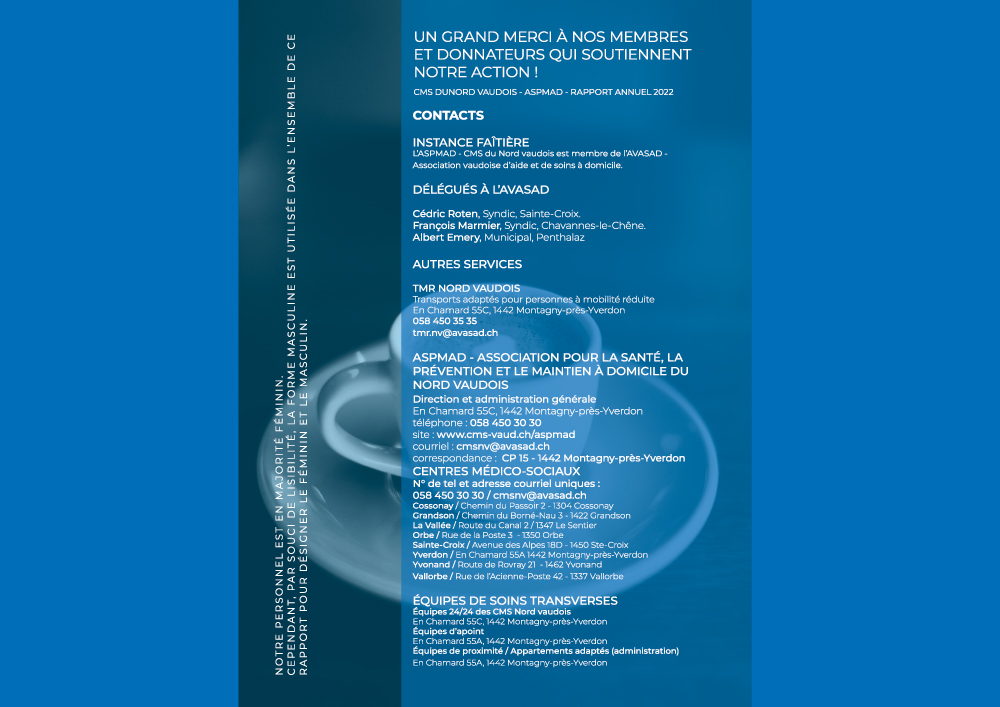 NOTRE PERSONNEL EST EN MAJORITÉ FÉMININ.
CEPENDANT, PAR SOUCI DE LISIBILITÉ, LA FORME MASCULINE EST UTILISÉE DANS L'ENSEMBLE DE CE
RAPPORT POUR DÉSIGNER LE FÉMININ ET LE MASCULIN.
UN GRAND MERCI À NOS MEMBRES
ET DONNATEURS QUI SOUTIENNENT
NOTRE ACTION !
CMS DUNORD VAUDOIS - ASPMAD - RAPPORT ANNUEL 2022
CONTACTS
INSTANCE FAÎTIÈRE
L'ASPMAD - CMS du Nord vaudois est membre de l'AVASAD -
Association vaudoise d'aide et de soins à domicile.
DÉLÉGUÉS À L'AVASAD
Cédric Roten, Syndic, Sainte-Croix.
François Marmier, Syndic, Chavannes-le-Chêne.
Albert Emery, Municipal, Penthalaz
AUTRES SERVICES
TMR NORD VAUDOIS
Transports adaptés pour personnes à mobilité réduite
En Chamard 55C, 1442 Montagny-près-Yverdon
058 450 35 35
tmr.nv@avasad.ch
ASPMAD - ASSOCIATION POUR LA SANTÉ, LA
PRÉVENTION ET LE MAINTIEN À DOMICILE DU
NORD VAUDOIS
Direction et administration générale
En Chamard 55C, 1442 Montagny-près-Yverdon
téléphone : 058 450 30 30
site : www.cms-vaud.ch/aspmad
courriel : cmsnv@avasad.ch
correspondance : CP 15 - 1442 Montagny-près-Yverdon
CENTRES MÉDICO-SOCIAUX
N° de tel et adresse courriel uniques :
058 450 30 30 / cmsnv@avasad.ch
Cossonay / Chemin du Passoir 2 - 1304 Cossonay
Grandson / Chemin du Borné-Nau 3 - 1422 Grandson
La Vallée / Route du Canal 2 / 1347 Le Sentier
Orbe / Rue de la Poste 3 - 1350 Orbe
Sainte-Croix / Avenue des Alpes 18D - 1450 Ste-Croix
Yverdon / En Chamard 55A 1442 Montagny-près-Yverdon
Yvonand / Route de Rovray 21 - 1462 Yvonand
Vallorbe / Rue de l'Acienne-Poste 42 - 1337 Vallorbe
ÉQUIPES DE SOINS TRANSVERSES
Équipes 24/24 des CMS Nord vaudois
En Chamard 55C, 1442 Montagny-près-Yverdon
Équipes d'apoint
En Chamard 55A, 1442 Montagny-près-Yverdon
Équipes de proximité / Appartements adaptés (administration)
En Chamard 55A, 1442 Montagny-près-Yverdon